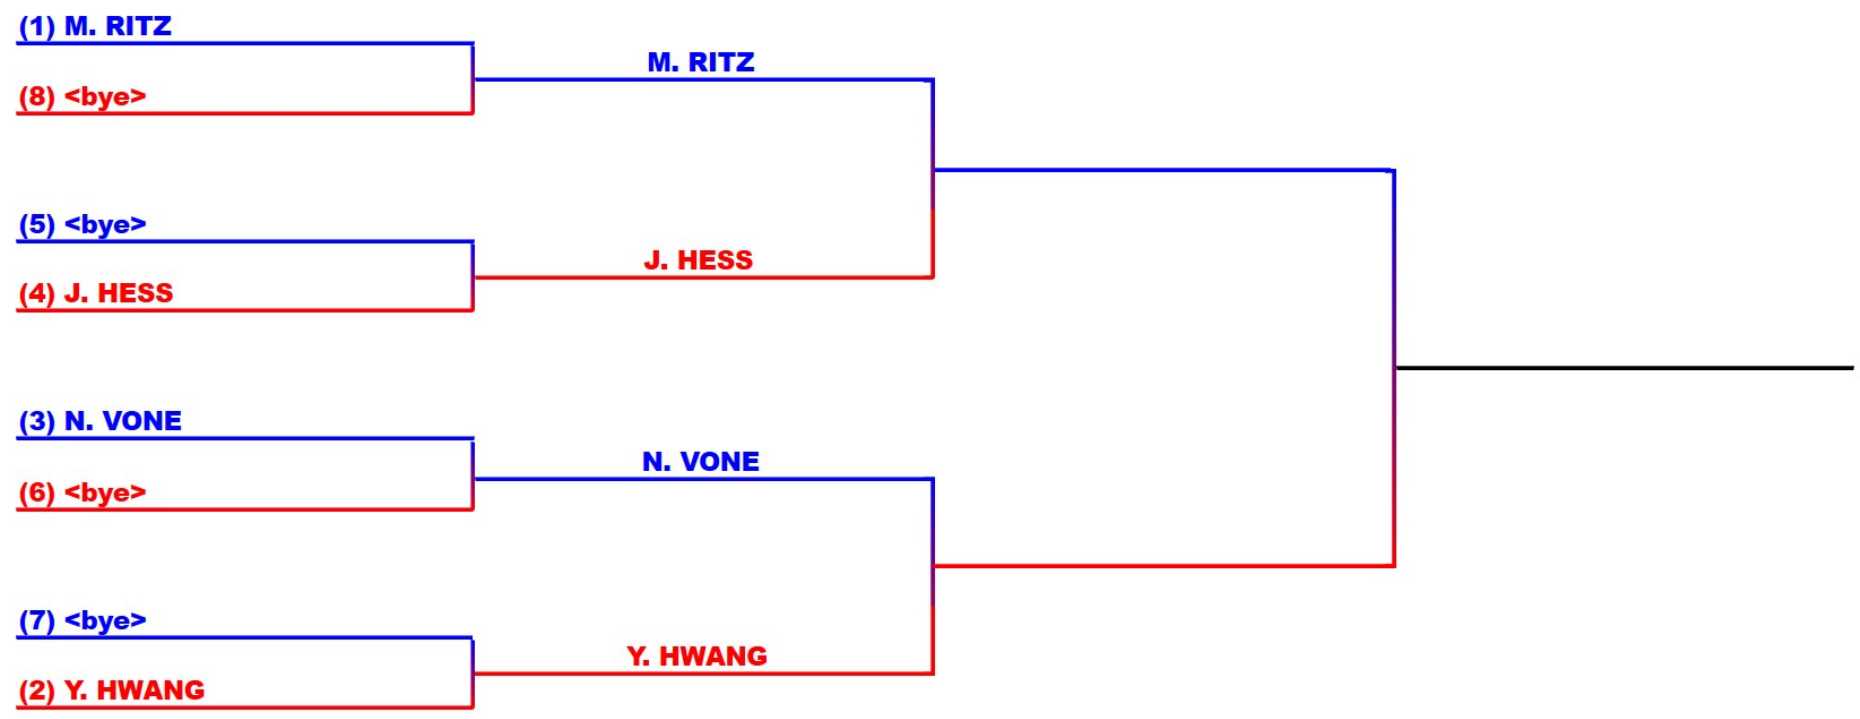 (1) M. RITZ
(8) <bye>
(5) <bye>
(4) J. HESS
(3) N. VONE
(6) <bye>
(7) <bye>
(2) Y. HWANG
M. RITZ
J. HESS
N. VONE
Y. HWANG